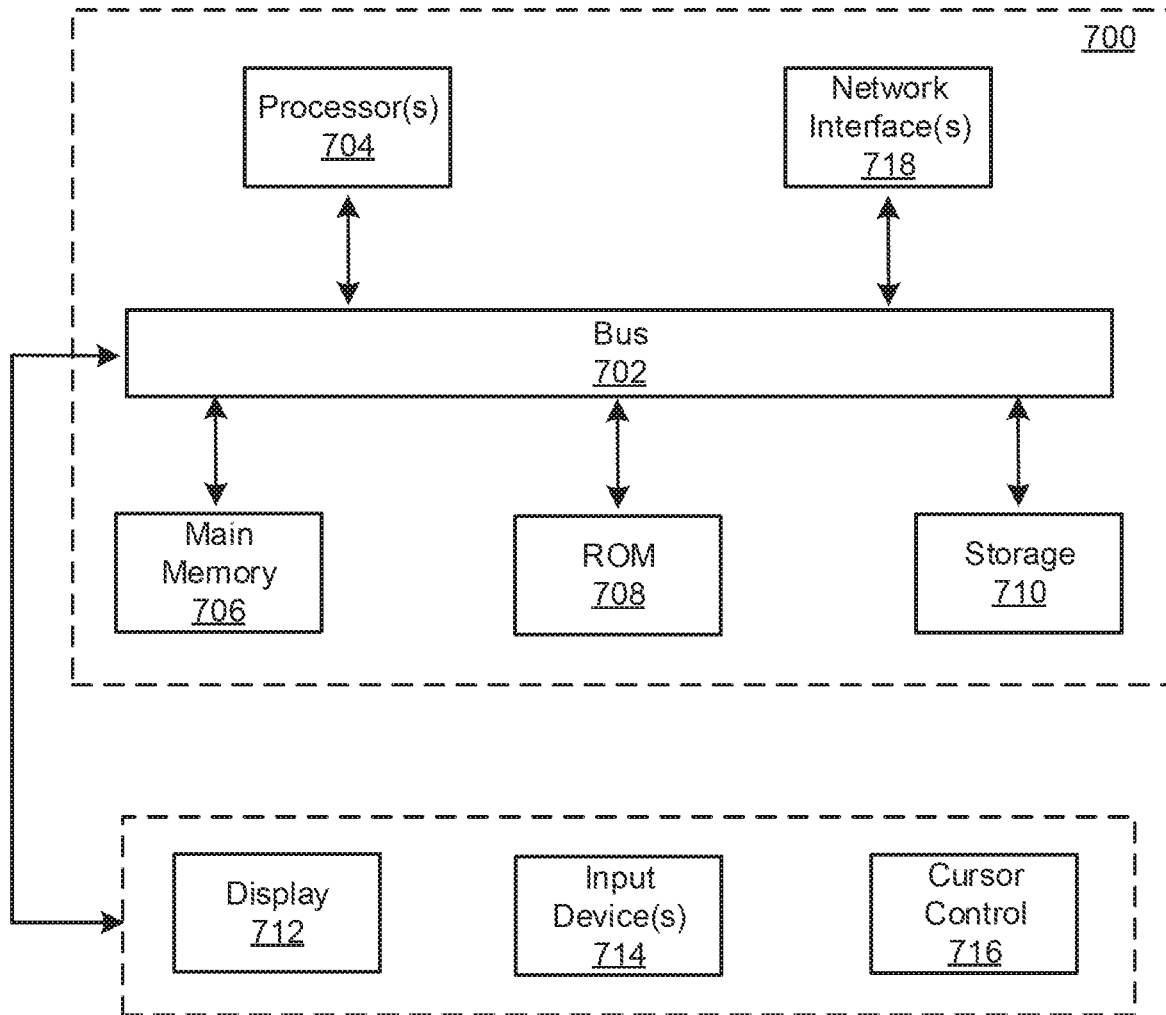 700
Processor(s)
704
Network
Interface(s)
718
Bus
702
Main
Memory
706
ROM
708
Storage
710
Display
712
Input
Device(s)
714
Cursor
Control
716